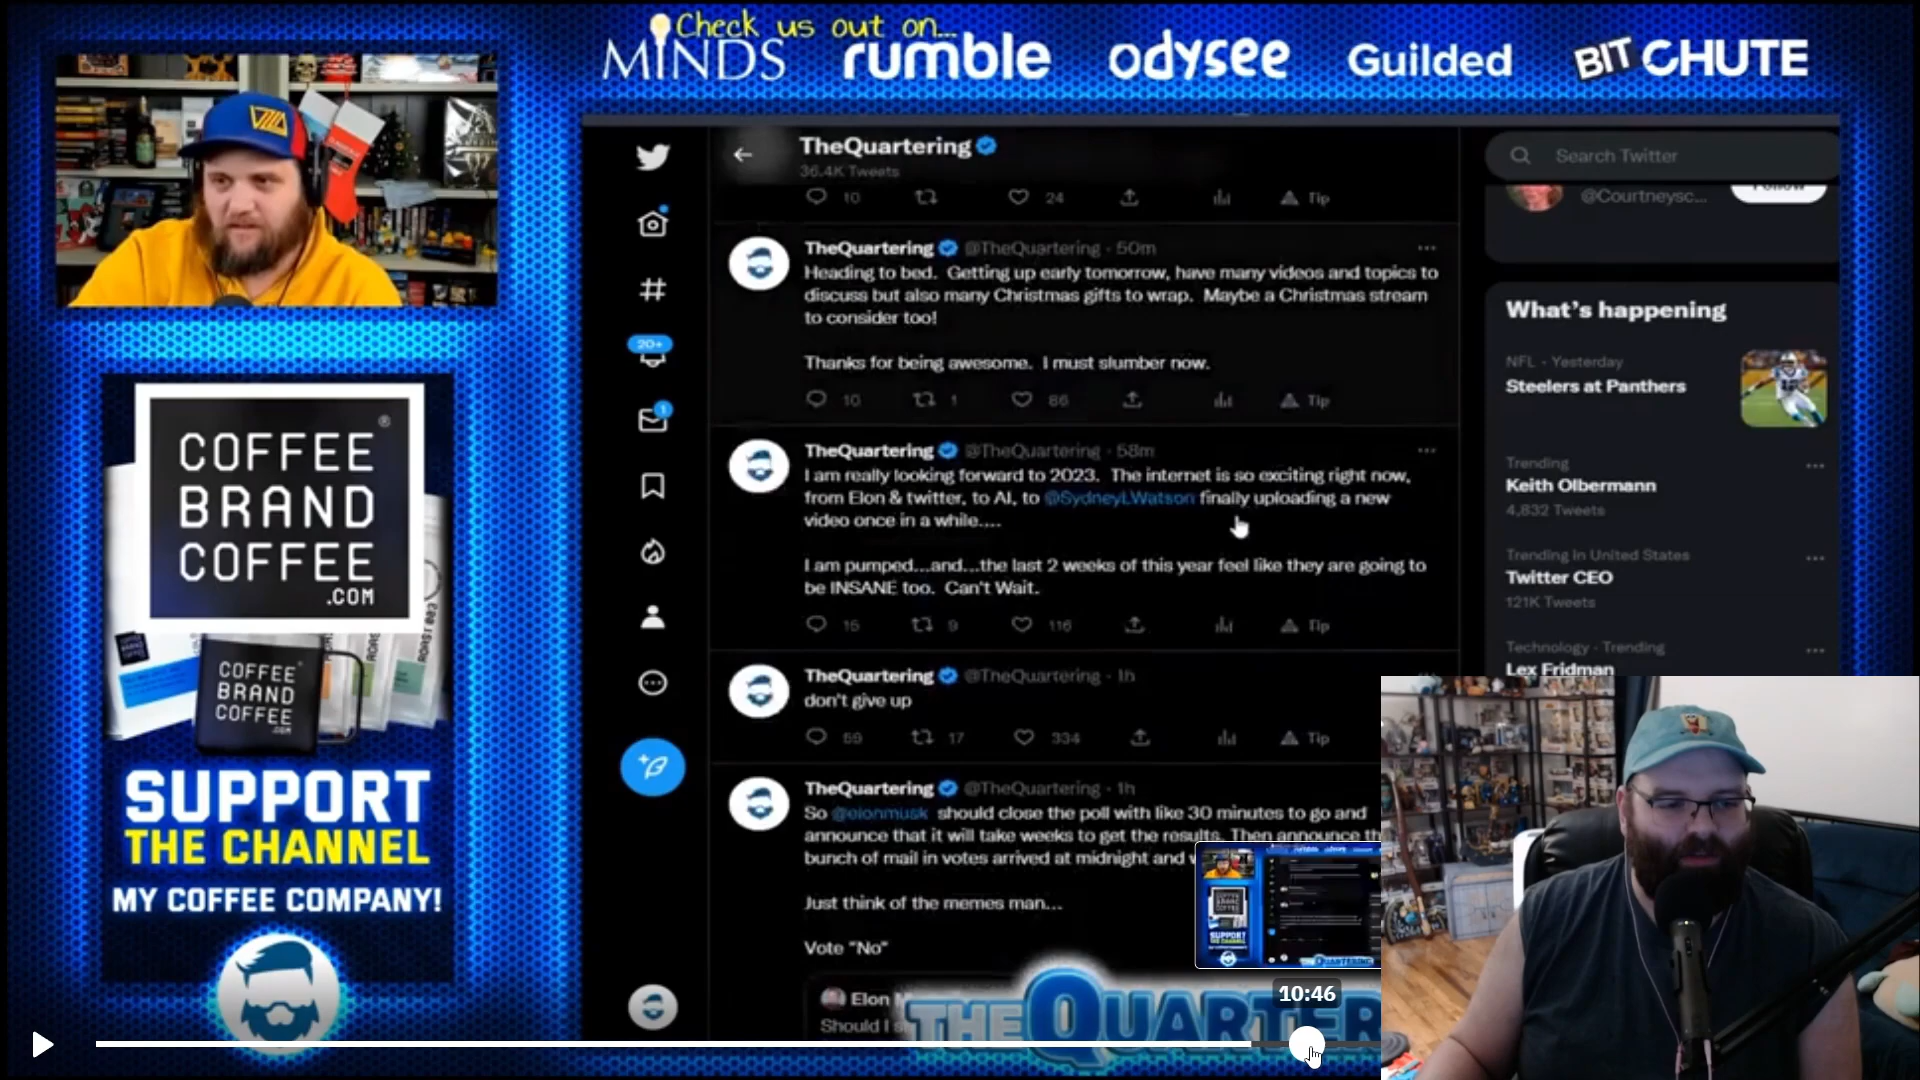 Check us out on...
MINDS
rumble
odysee
Guilded
BIT CHUTE
TheQuartering
36.4K Tweets
Search Twitter
10
24
Tip
@Courtneysc...
Follow
TheQuartering @TheQuartering · 50m
Heading to bed. Getting up early tomorrow, have many videos and topics to
discuss but also many Christmas gifts to wrap. Maybe a Christmas stream
to consider too!
Thanks for being awesome. I must slumber now.
10
1
86
Tip
TheQuartering @TheQuartering · 58m
I am really looking forward to 2023. The internet is so exciting right now,
from Elon & twitter, to AI, to @SydneyLWatson finally uploading a new
video once in a while....
I am pumped...and...the last 2 weeks of this year feel like they are going to
be INSANE too. Can't Wait.
15
9
116
Tip
TheQuartering @TheQuartering · 1h
don't give up
59
17
334
Tip
TheQuartering @TheQuartering · 1h
So @elonmusk should close the poll with like 30 minutes to go and
announce that it will take weeks to get the results. Then announce th
bunch of mail in votes arrived at midnight and
Just think of the memes man...
Vote "No"
Elon
Should I
20+
1
What's happening
NFL · Yesterday
Steelers at Panthers
Trending
Keith Olbermann
4,832 Tweets
Trending in United States
Twitter CEO
121K Tweets
Technology · Trending
Lex Fridman
COFFEE
BRAND
COFFEE
.COM
®
ROAST 002
COFFEE
BRAND
COFFEE
.COM
SUPPORT
THE CHANNEL
MY COFFEE COMPANY!
THE QUARTER
10:46
SUPPORT
THE CHANNEL